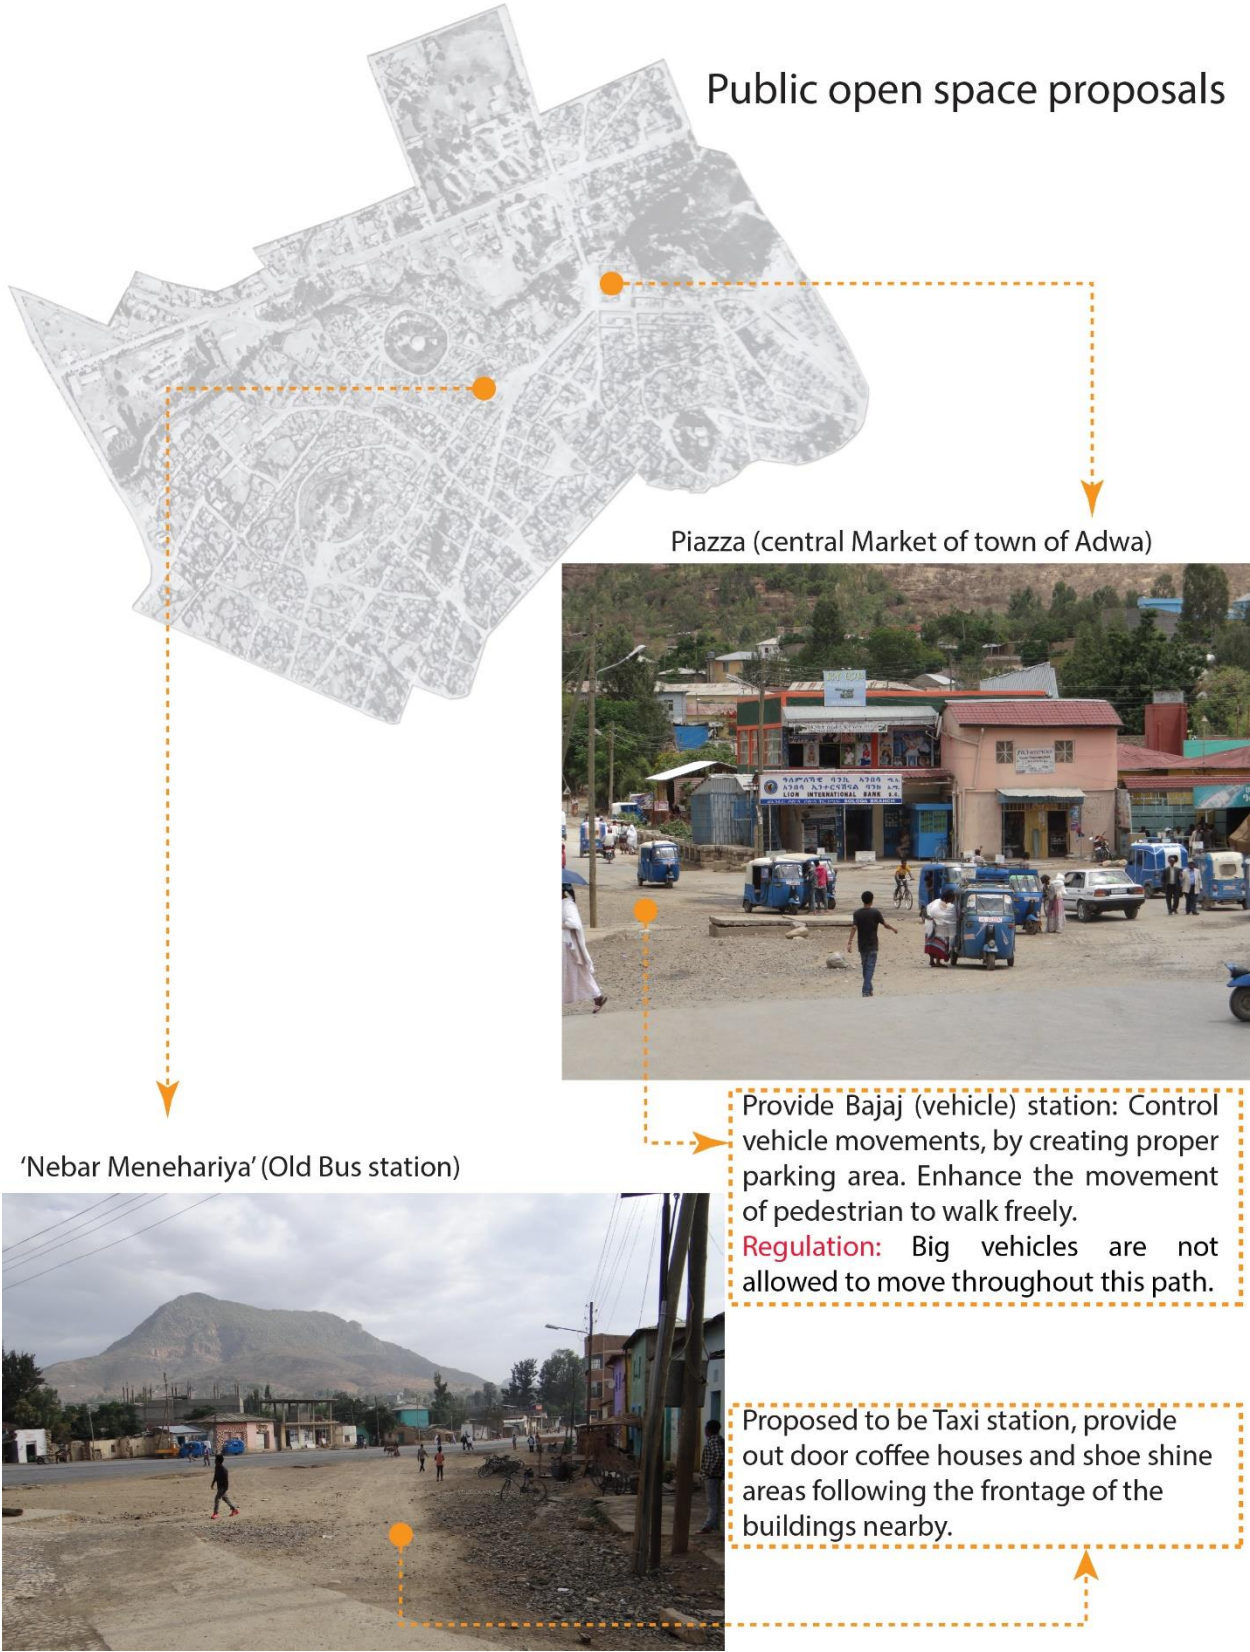 Public open space proposals
Piazza (central Market of town of Adwa)
LION INTERNATIONAL BANK S.C.
Provide Bajaj (vehicle) station: Control
vehicle movements, by creating proper
parking area. Enhance the movement
of pedestrian to walk freely.
Regulation: Big vehicles are not
allowed to move throughout this path.
'Nebar Menehariya' (Old Bus station)
Proposed to be Taxi station, provide
out door coffee houses and shoe shine
areas following the frontage of the
buildings nearby.